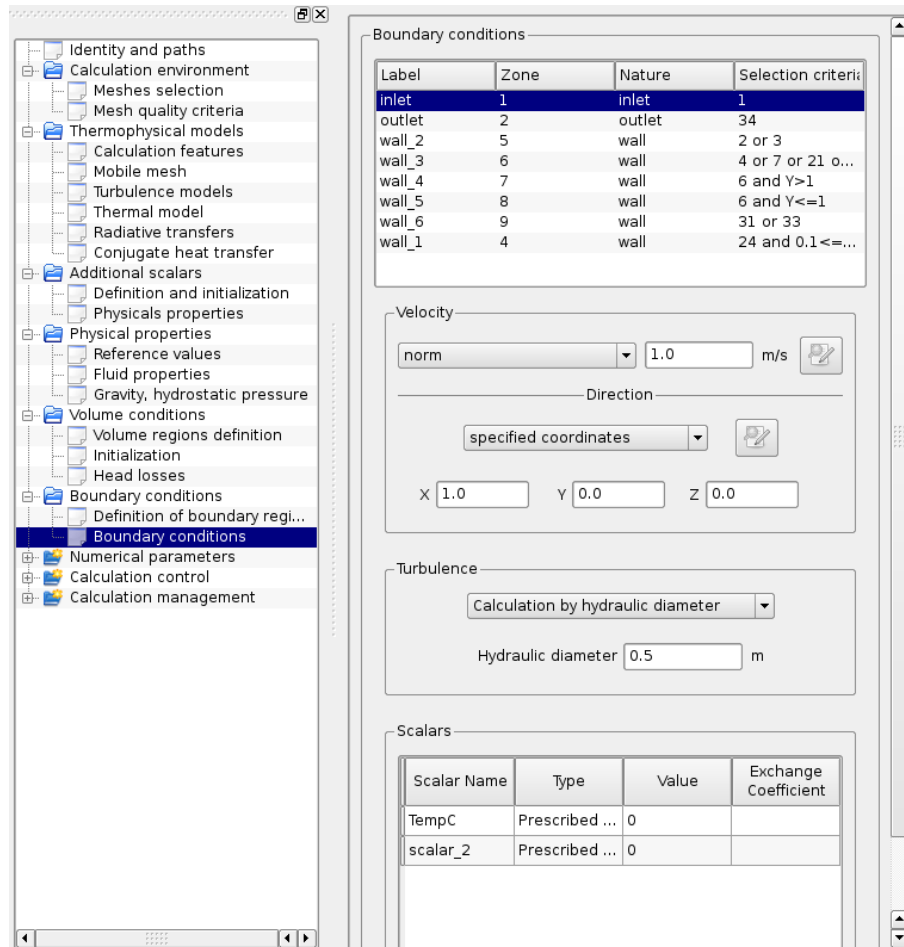 Identity and paths
Calculation environment
Meshes selection
Mesh quality criteria
Thermophysical models
Calculation features
Mobile mesh
Turbulence models
Thermal model
Radiative transfers
Conjugate heat transfer
Additional scalars
Definition and initialization
Physicals properties
Physical properties
Reference values
Fluid properties
Gravity, hydrostatic pressure
Volume conditions
Volume regions definition
Initialization
Head losses
Boundary conditions
Definition of boundary regi...
Boundary conditions
Numerical parameters
Calculation control
Calculation management
Boundary conditions
Label Zone Nature Selection criteria
inlet 1 inlet 1
outlet 2 outlet 34
wall_2 5 wall 2 or 3
wall_3 6 wall 4 or 7 or 21 o...
wall_4 7 wall 6 and Y>1
wall_5 8 wall 6 and Y<=1
wall_6 9 wall 31 or 33
wall_1 4 wall 24 and 0.1<=...
Velocity
norm 1.0 m/s
Direction
specified coordinates
X 1.0 Y 0.0 Z 0.0
Turbulence
Calculation by hydraulic diameter
Hydraulic diameter 0.5 m
Scalars
Scalar Name Type Value Exchange Coefficient
TempC Prescribed ... 0
scalar_2 Prescribed ... 0